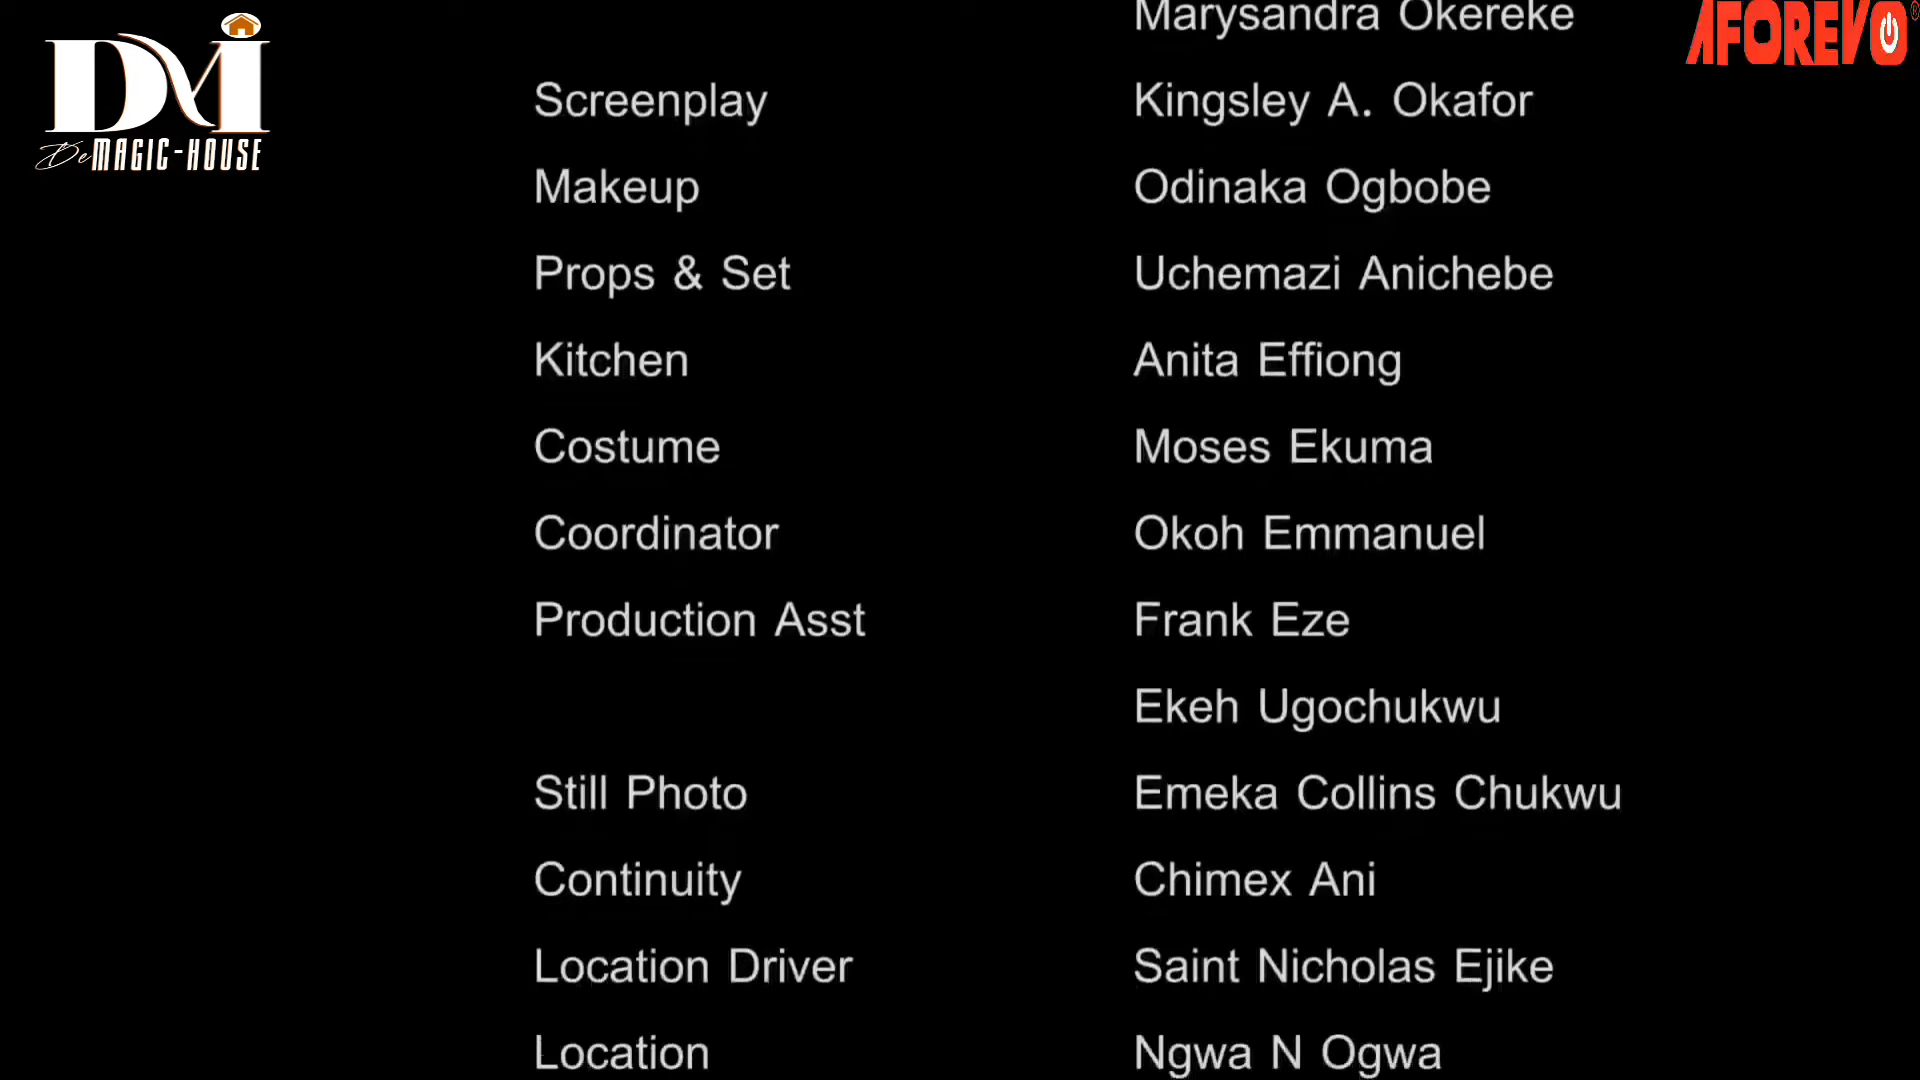 Marysandra Okereke
AFOREVO
DMI
De MAGIC-HOUSE
Screenplay Kingsley A. Okafor
Makeup Odinaka Ogbobe
Props & Set Uchemazi Anichebe
Kitchen Anita Effiong
Costume Moses Ekuma
Coordinator Okoh Emmanuel
Production Asst Frank Eze
Ekeh Ugochukwu
Still Photo Emeka Collins Chukwu
Continuity Chimex Ani
Location Driver Saint Nicholas Ejike
Location Ngwa N Ogwa